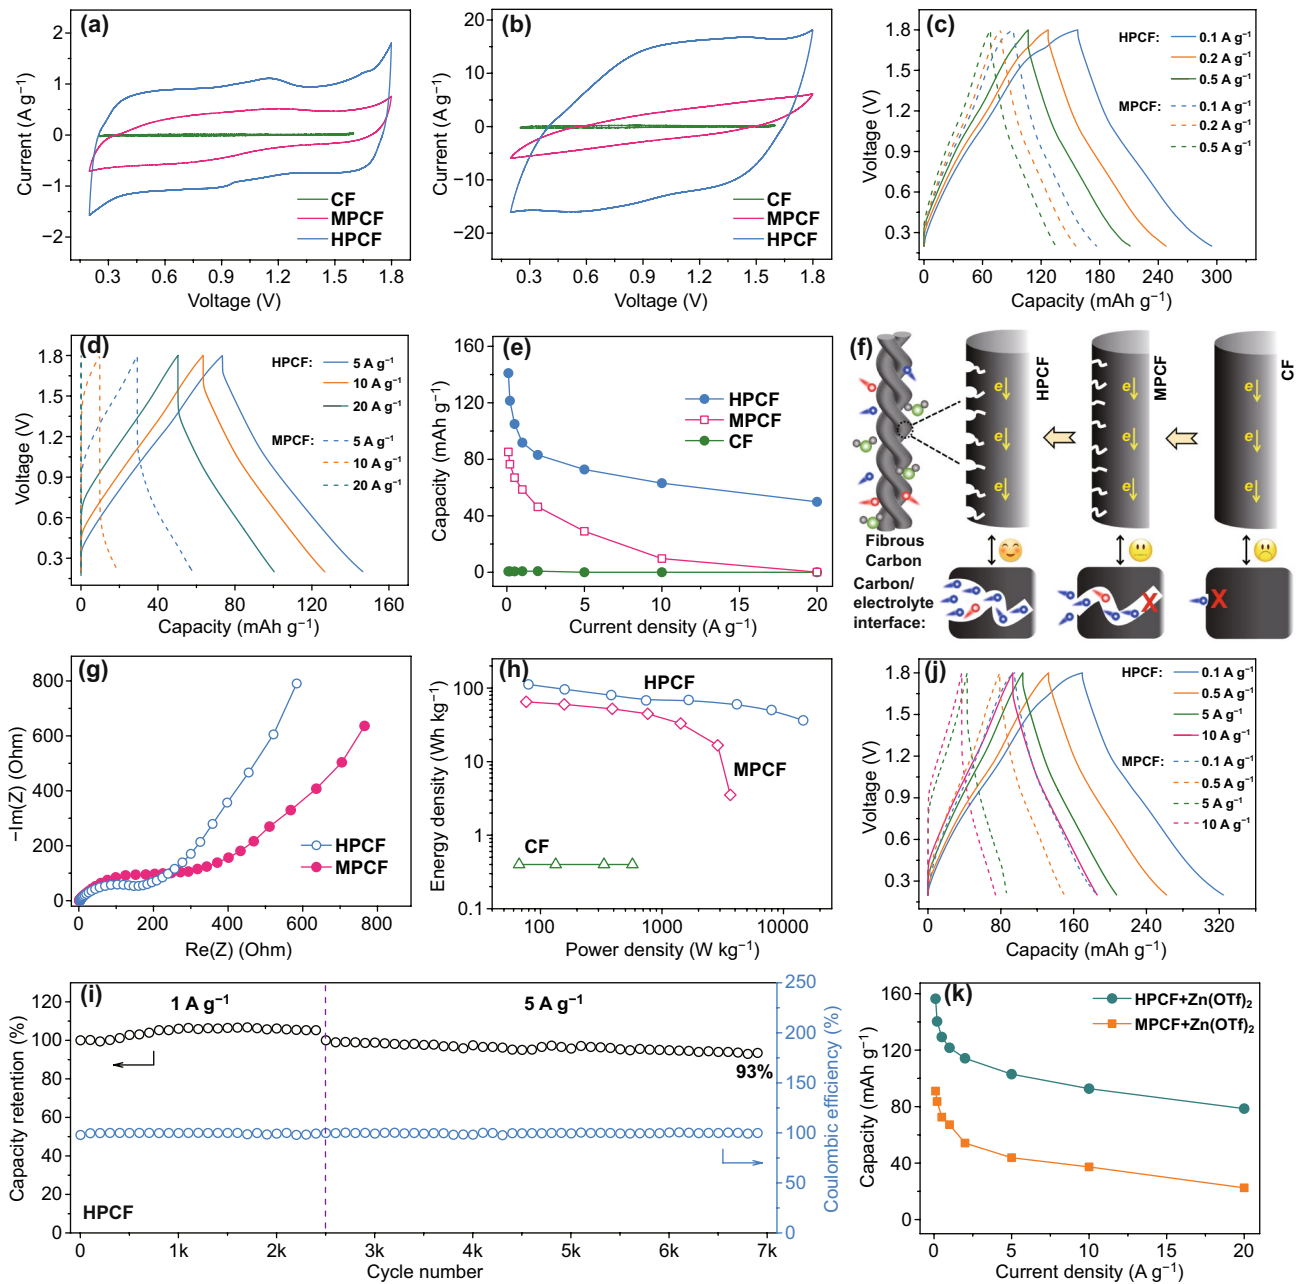 (a)
Current (A g⁻¹)
2
1
0
−1
−2
CF
MPCF
HPCF
0.3 0.6 0.9 1.2 1.5 1.8
Voltage (V)
(b)
Current (A g⁻¹)
20
10
0
−10
−20
CF
MPCF
HPCF
0.3 0.6 0.9 1.2 1.5 1.8
Voltage (V)
(c)
Voltage (V)
1.8
1.5
1.2
0.9
0.6
0.3
HPCF: 0.1 A g⁻¹
0.2 A g⁻¹
0.5 A g⁻¹
MPCF: 0.1 A g⁻¹
0.2 A g⁻¹
0.5 A g⁻¹
0 60 120 180 240 300
Capacity (mAh g⁻¹)
(d)
Voltage (V)
1.8
1.5
1.2
0.9
0.6
0.3
HPCF: 5 A g⁻¹
10 A g⁻¹
20 A g⁻¹
MPCF: 5 A g⁻¹
10 A g⁻¹
20 A g⁻¹
0 40 80 120 160
Capacity (mAh g⁻¹)
(e)
Capacity (mAh g⁻¹)
160
120
80
40
0
HPCF
MPCF
CF
0 5 10 15 20
Current density (A g⁻¹)
(f)
HPCF
MPCF
CF
e
e
e
e
e
e
e
e
e
Fibrous
Carbon
Carbon/
electrolyte
interface:
X
X
(g)
−Im(Z) (Ohm)
800
600
400
200
0
HPCF
MPCF
0 200 400 600 800
Re(Z) (Ohm)
(h)
Energy density (Wh kg⁻¹)
100
10
1
0.1
HPCF
MPCF
CF
100 1000 10000
Power density (W kg⁻¹)
(j)
Voltage (V)
1.8
1.5
1.2
0.9
0.6
0.3
HPCF: 0.1 A g⁻¹
0.5 A g⁻¹
5 A g⁻¹
10 A g⁻¹
MPCF: 0.1 A g⁻¹
0.5 A g⁻¹
5 A g⁻¹
10 A g⁻¹
0 80 160 240 320
Capacity (mAh g⁻¹)
(i)
1 A g⁻¹
5 A g⁻¹
Capacity retention (%)
120
100
80
60
40
20
0
93%
HPCF
250
200
150
100
50
0
Coulombic efficiency (%)
0 1k 2k 3k 4k 5k 6k 7k
Cycle number
(k)
Capacity (mAh g⁻¹)
160
120
80
40
0
HPCF+Zn(OTf)₂
MPCF+Zn(OTf)₂
0 5 10 15 20
Current density (A g⁻¹)